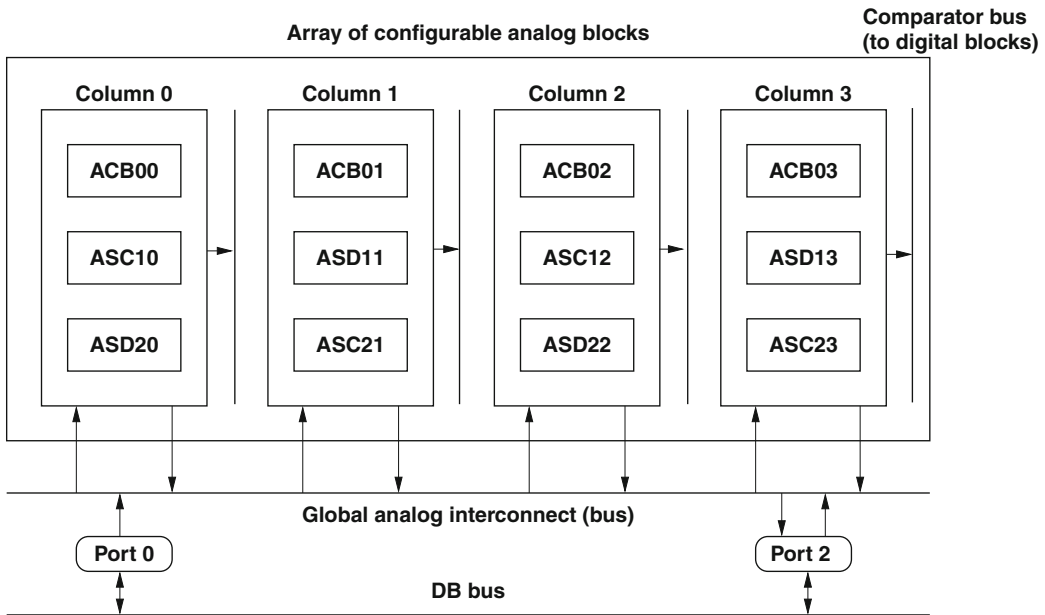 Array of configurable analog blocks
Comparator bus
(to digital blocks)
Column 0
Column 1
Column 2
Column 3
ACB00
ACB01
ACB02
ACB03
ASC10
ASD11
ASC12
ASD13
ASD20
ASC21
ASD22
ASC23
Global analog interconnect (bus)
Port 0
Port 2
DB bus